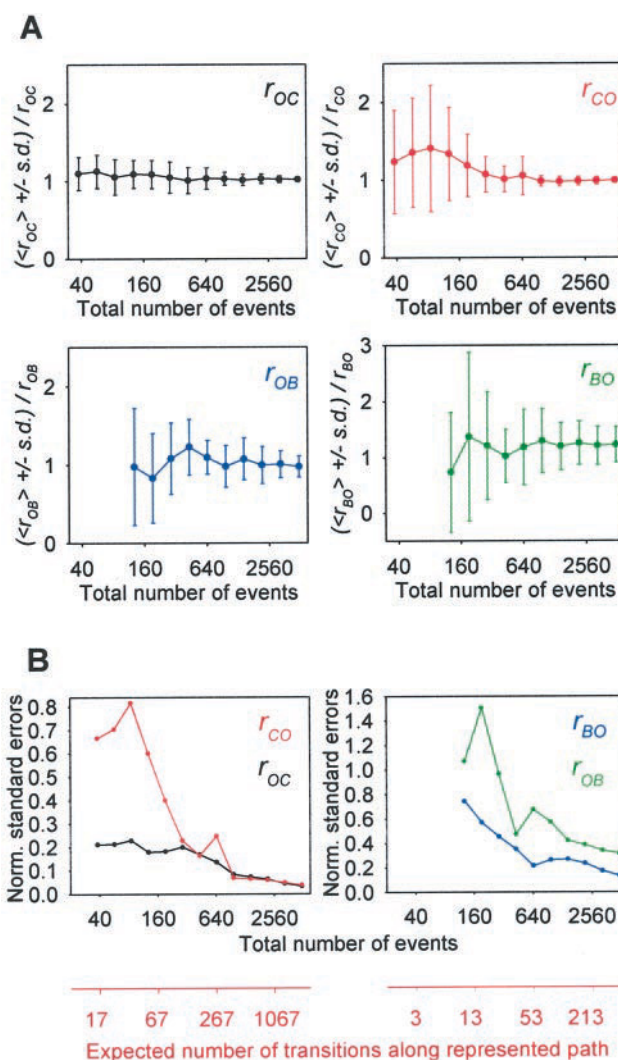 A
(<r_OC> +/- s.d.) / r_OC
2
1
0
r_OC
40 160 640 2560
Total number of events
(<r_CO> +/- s.d.) / r_CO
2
1
0
r_CO
40 160 640 2560
Total number of events
(<r_OB> +/- s.d.) / r_OB
2
1
0
r_OB
40 160 640 2560
Total number of events
(<r_BO> +/- s.d.) / r_BO
3
2
1
0
r_BO
40 160 640 2560
Total number of events
B
Norm. standard errors
0.8
0.7
0.6
0.5
0.4
0.3
0.2
0.1
0.0
r_CO
r_OC
40 160 640 2560
Norm. standard errors
1.6
1.4
1.2
1.0
0.8
0.6
0.4
0.2
0.0
r_BO
r_OB
40 160 640 2560
Total number of events
17 67 267 1067
3 13 53 213
Expected number of transitions along represented path